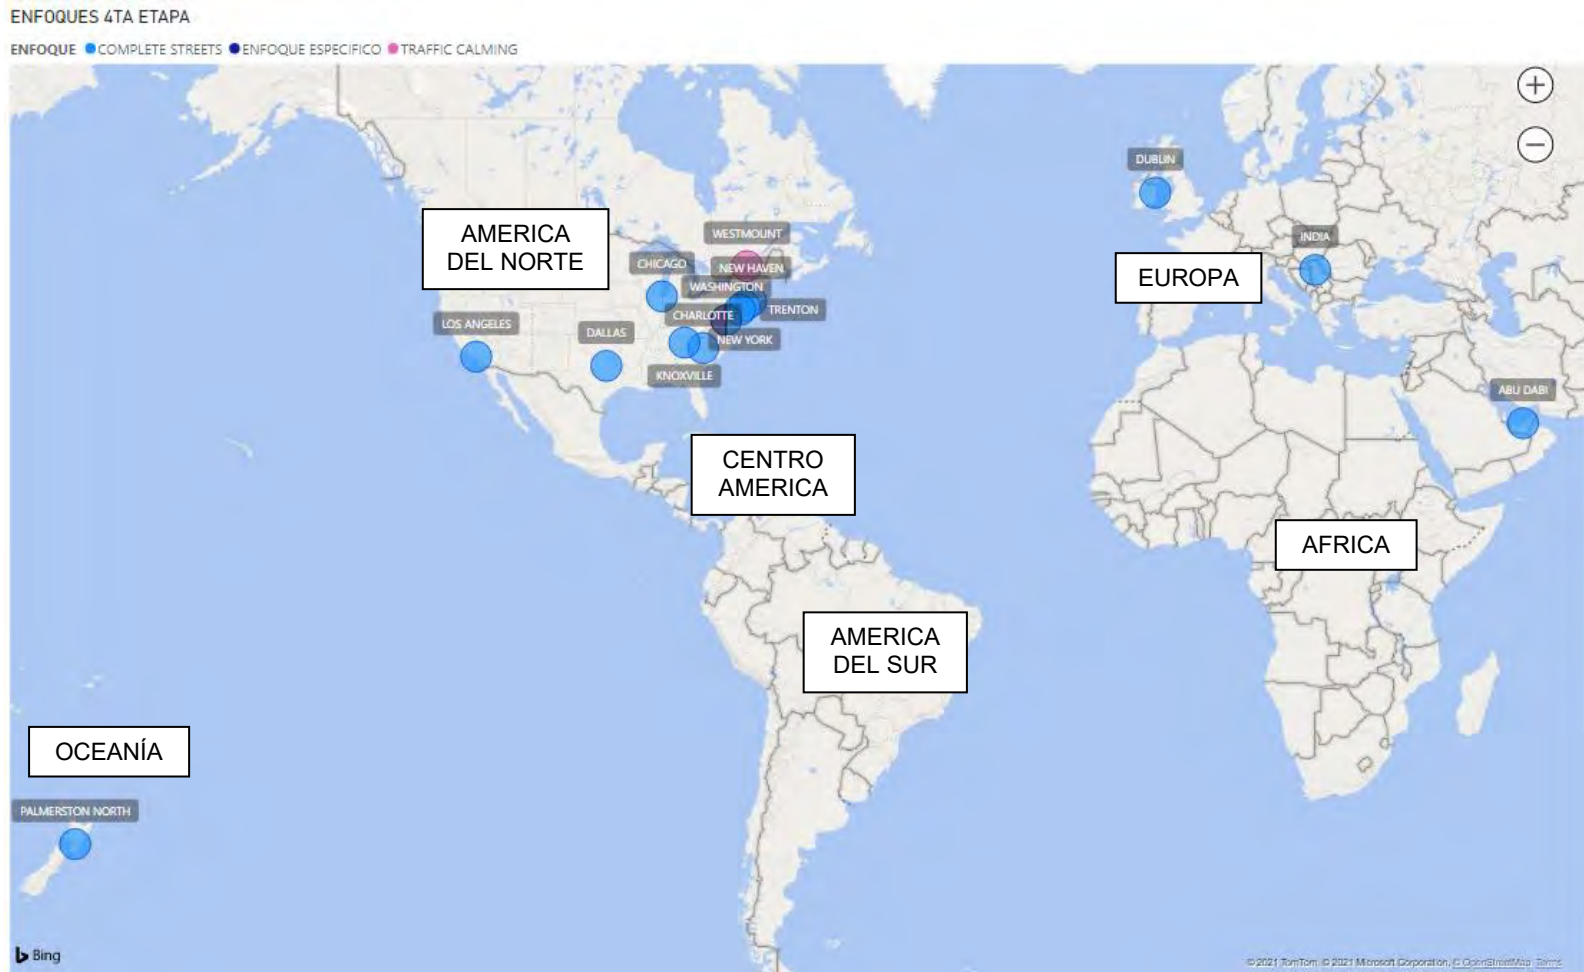 ENFOQUES 4TA ETAPA
ENFOQUE COMPLETE STREETS ENFOQUE ESPECIFICO TRAFFIC CALMING
DUBLIN
AMERICA
DEL NORTE
WESTMOUNT
INDIA
CHICAGO
NEW HAVEN
EUROPA
WASHINGTON
LOS ANGELES
DALLAS
CHARLOTTE
TRENTON
NEW YORK
KNOXVILLE
ABU DABI
CENTRO
AMERICA
AFRICA
AMERICA
DEL SUR
OCEANÍA
PALMERSTON NORTH
Bing
© 2021 TomTom, © 2021 Microsoft Corporation, © OpenStreetMap Terms